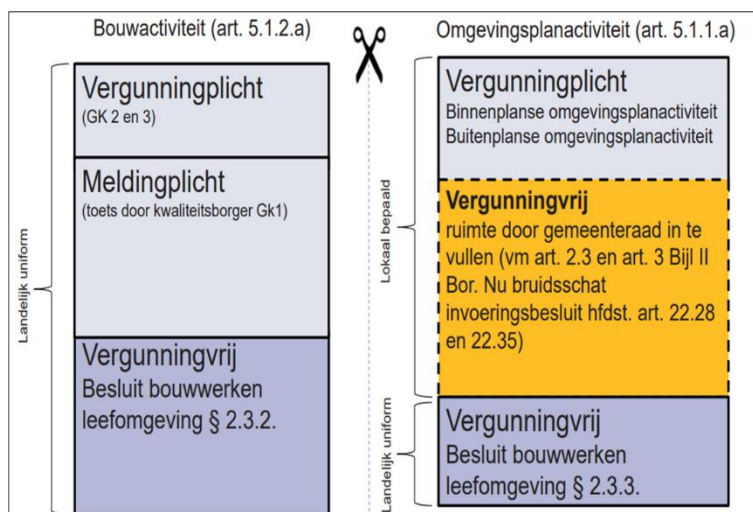 Bouwactiviteit (art. 5.1.2.a)
Landelijk uniform
Vergunningplicht
(GK 2 en 3)
Meldingplicht
(toets door kwaliteitsborger Gk1)
Vergunningvrij
Besluit bouwwerken
leefomgeving § 2.3.2.
Omgevingsplanactiviteit (art. 5.1.1.a)
Lokaal bepaald
Vergunningplicht
Binnenplanse omgevingsplanactiviteit
Buitenplanse omgevingsplanactiviteit
Vergunningvrij
ruimte door gemeenteraad in te
vullen (vm art. 2.3 en art. 3 Bijl II
Bor. Nu bruidsschat
invoeringsbesluit hfdst. art. 22.28
en 22.35)
Landelijk uniform
Vergunningvrij
Besluit bouwwerken
leefomgeving § 2.3.3.